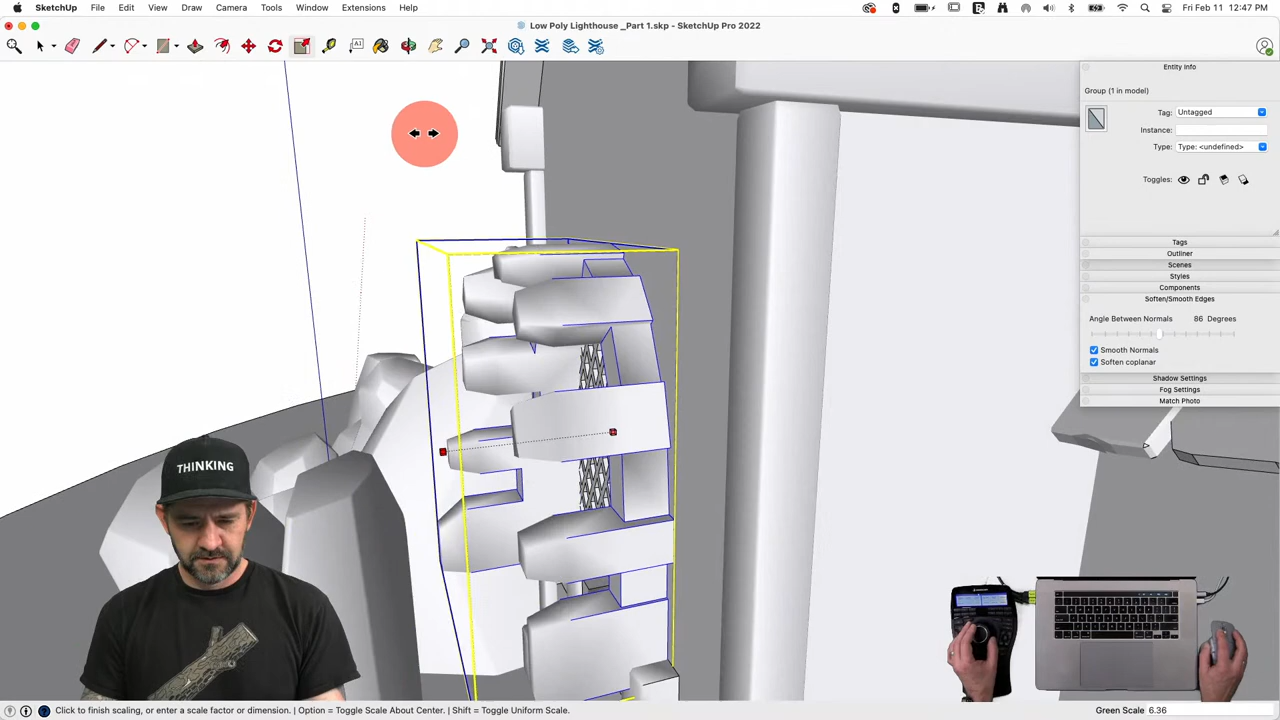 SketchUp File Edit View Draw Camera Tools Window Extensions Help Fri Feb 11 12:47 PM
Low Poly Lighthouse _Part 1.skp - SketchUp Pro 2022
Entity Info
Group (1 in model)
Tag: Untagged
Instance:
Type: Type: <undefined>
Toggles:
Tags
Outliner
Scenes
Styles
Components
Soften/Smooth Edges
Angle Between Normals 86 Degrees
Smooth Normals
Soften coplanar
Shadow Settings
Fog Settings
Match Photo
THINKING
Click to finish scaling, or enter a scale factor or dimension. | Option = Toggle Scale About Center. | Shift = Toggle Uniform Scale. Green Scale 6.36